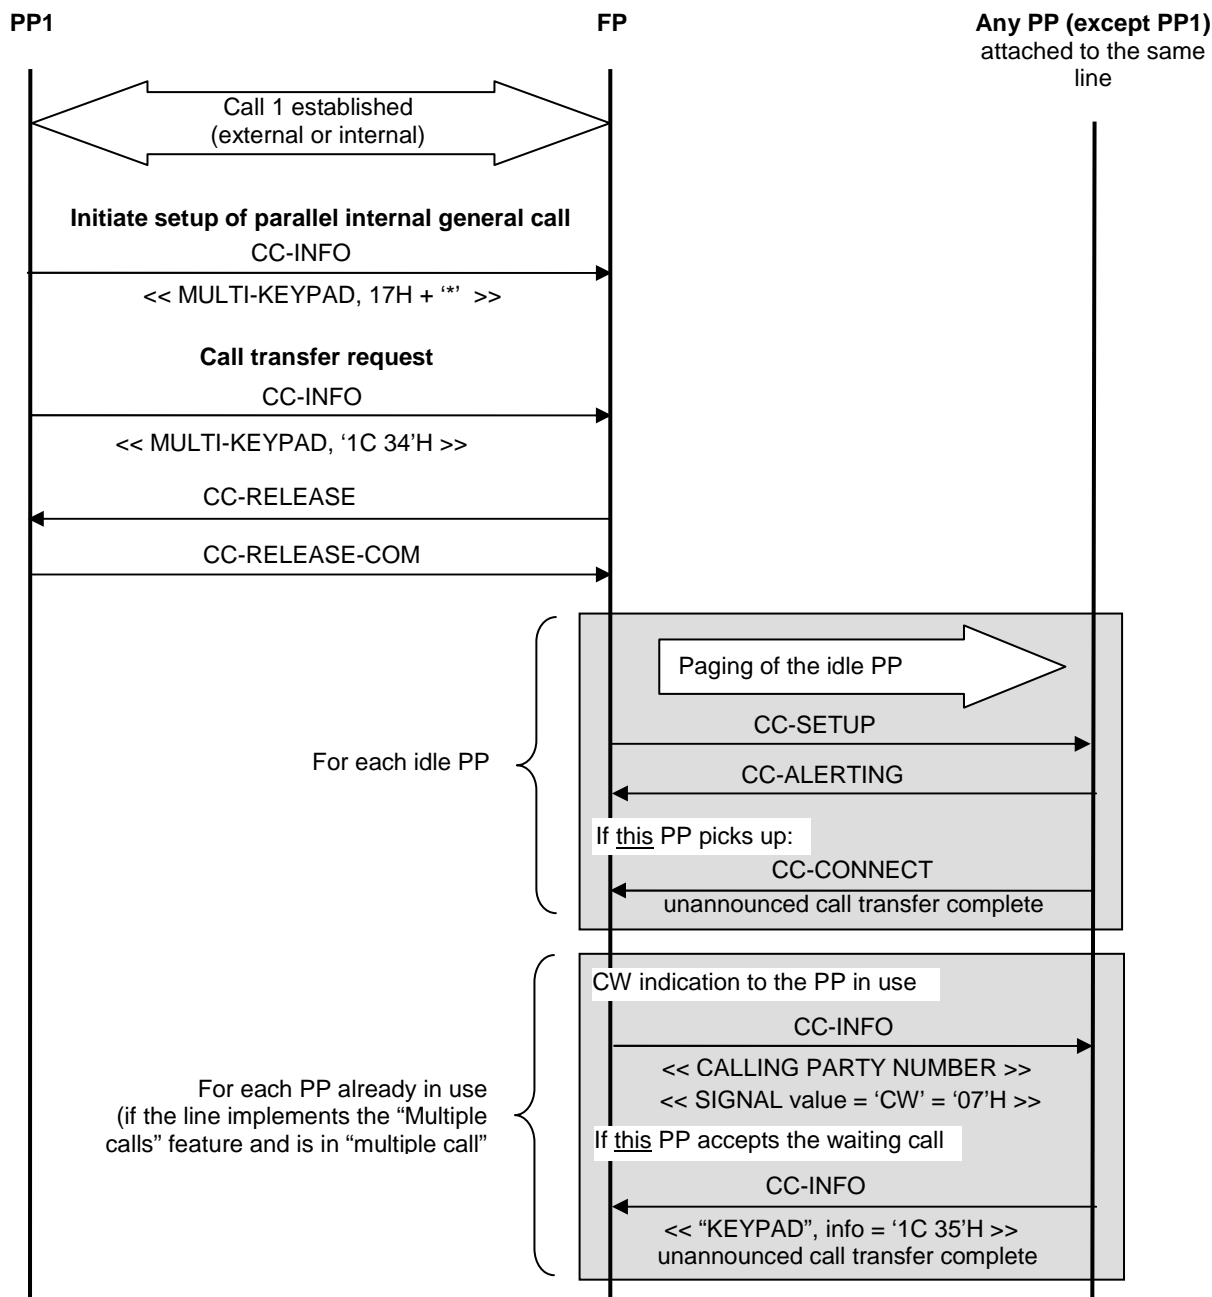 PP1
FP
Any PP (except PP1)
attached to the same
line
Call 1 established
(external or internal)
Initiate setup of parallel internal general call
CC-INFO
<< MULTI-KEYPAD, 17H + ‘*’ >>
Call transfer request
CC-INFO
<< MULTI-KEYPAD, ‘1C 34’H >>
CC-RELEASE
CC-RELEASE-COM
Paging of the idle PP
CC-SETUP
For each idle PP
CC-ALERTING
If this PP picks up:
CC-CONNECT
unannounced call transfer complete
CW indication to the PP in use
CC-INFO
<< CALLING PARTY NUMBER >>
<< SIGNAL value = ‘CW’ = ‘07’H >>
For each PP already in use
(if the line implements the “Multiple
calls” feature and is in “multiple call”
If this PP accepts the waiting call
CC-INFO
<< “KEYPAD”, info = ‘1C 35’H >>
unannounced call transfer complete